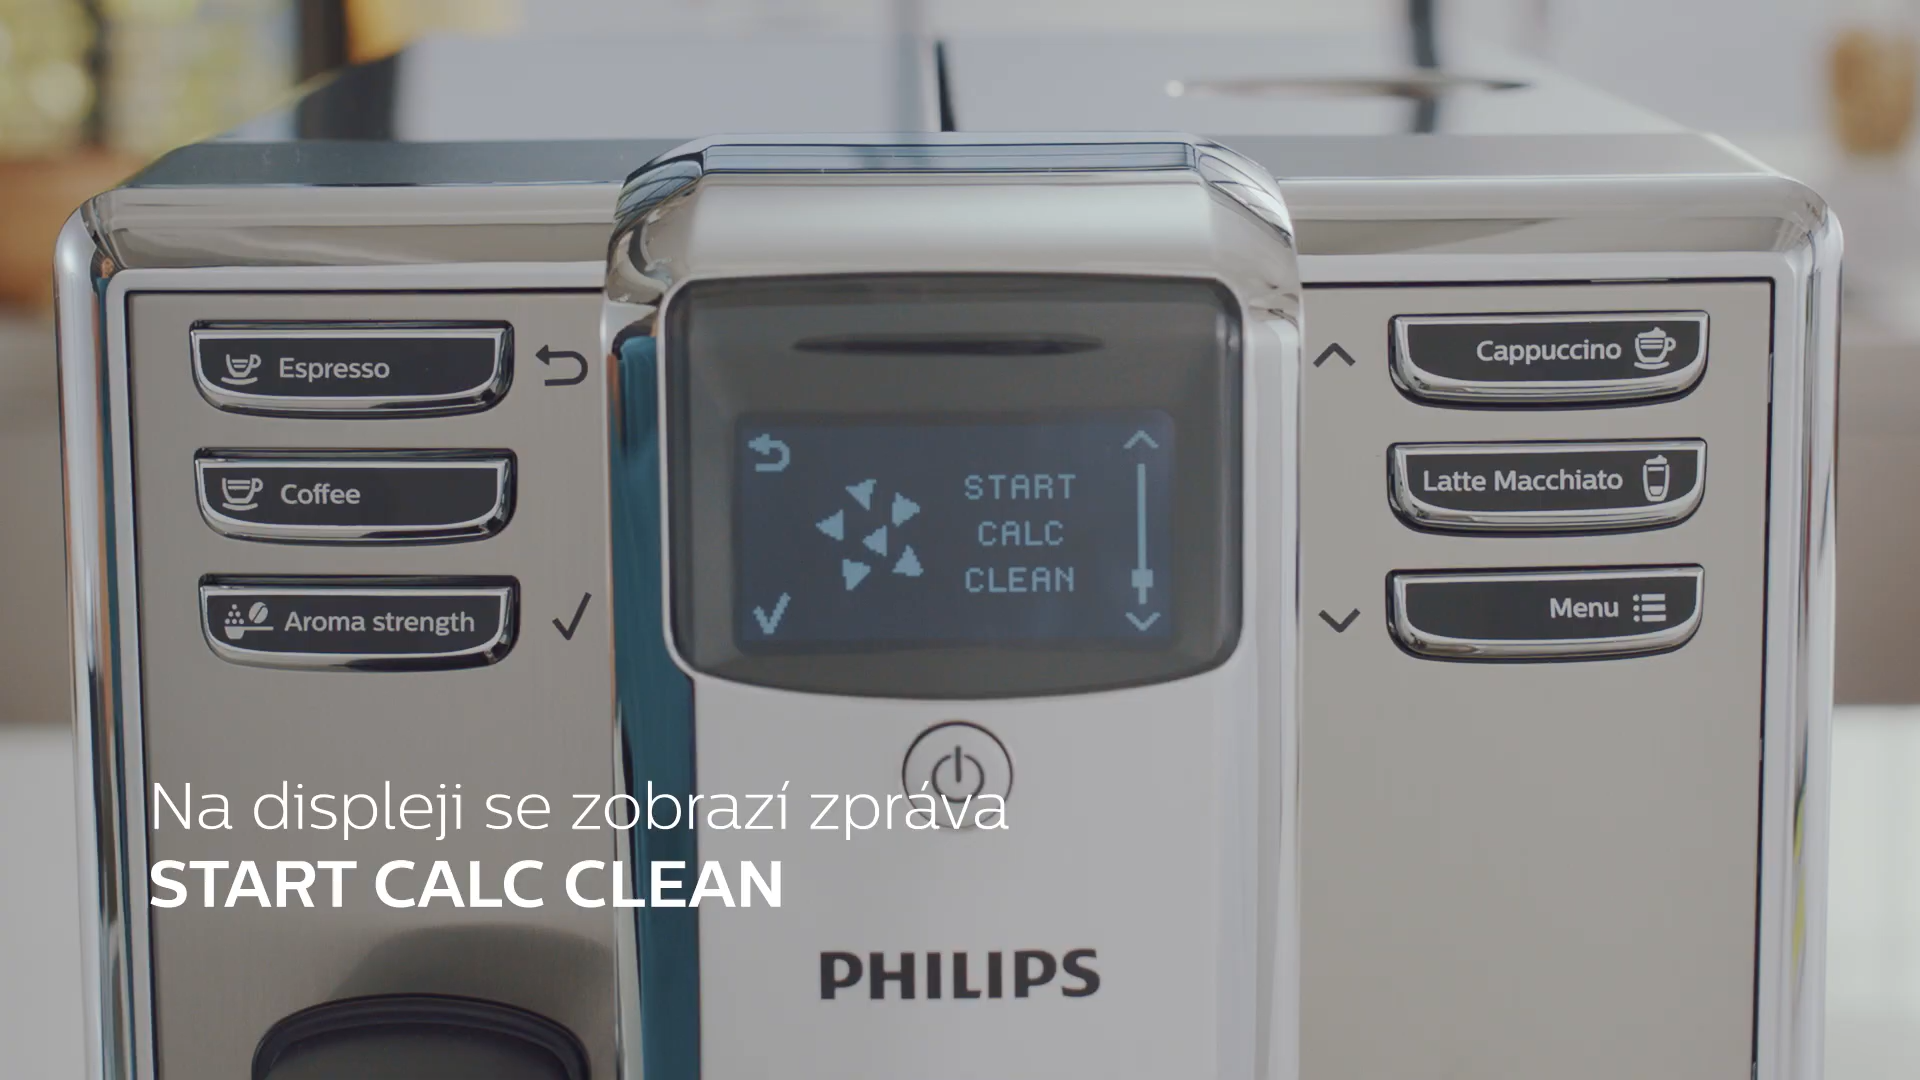 Espresso
Coffee
Aroma strength
START
CALC
CLEAN
Cappuccino
Latte Macchiato
Menu
Na displeji se zobrazí zpráva
START CALC CLEAN
PHILIPS